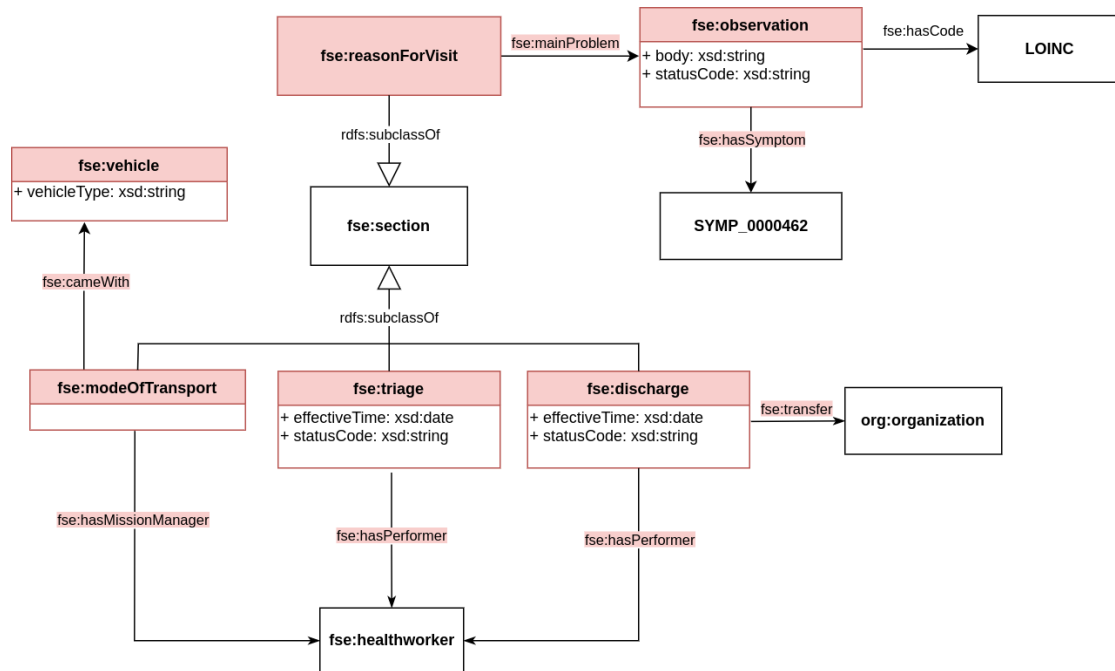 fse:observation
fse:hasCode
fse:mainProblem
fse:reasonForVisit
+ body: xsd:string
+ statusCode: xsd:string
LOINC
rdfs:subclassOf
fse:hasSymptom
fse:vehicle
+ vehicleType: xsd:string
fse:section
SYMP_0000462
fse:cameWith
rdfs:subclassOf
fse:modeOfTransport
fse:triage
+ effectiveTime: xsd:date
+ statusCode: xsd:string
fse:discharge
+ effectiveTime: xsd:date
+ statusCode: xsd:string
fse:transfer
org:organization
fse:hasMissionManager
fse:hasPerformer
fse:hasPerformer
fse:healthworker